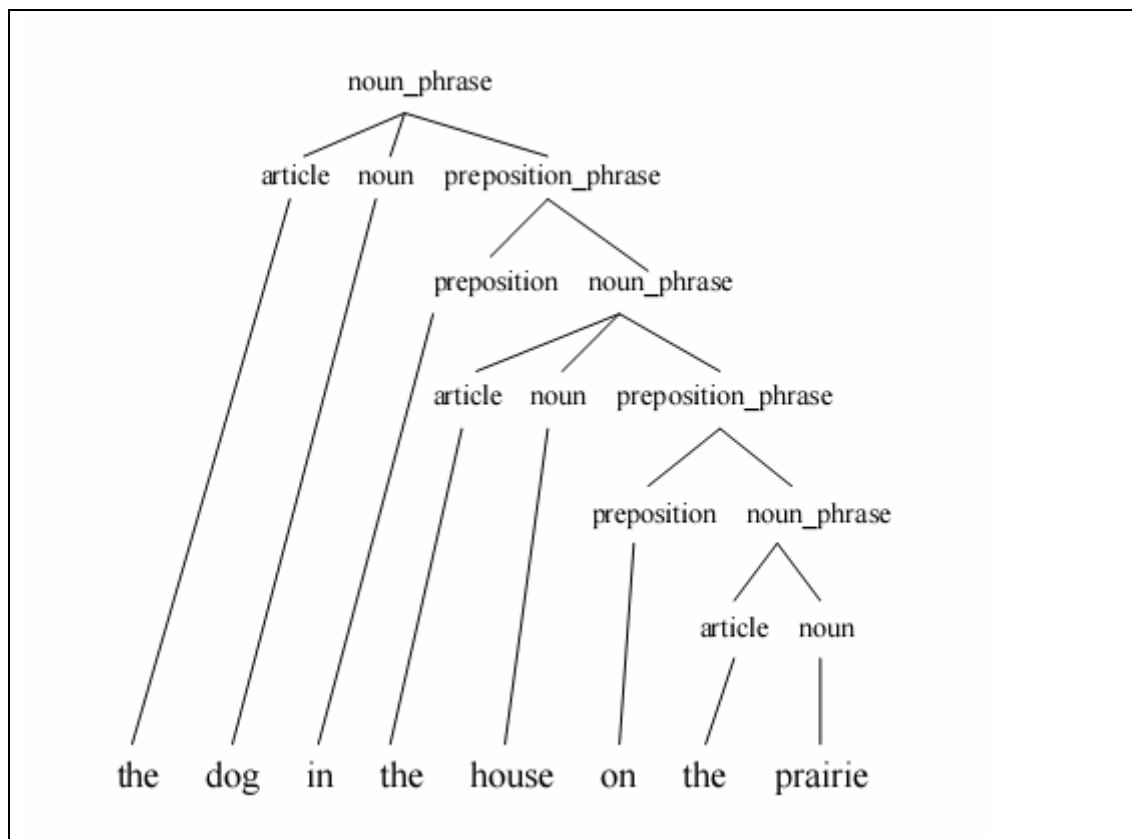 noun_phrase
article noun preposition_phrase
preposition noun_phrase
article noun preposition_phrase
preposition noun_phrase
article noun
the dog in the house on the prairie